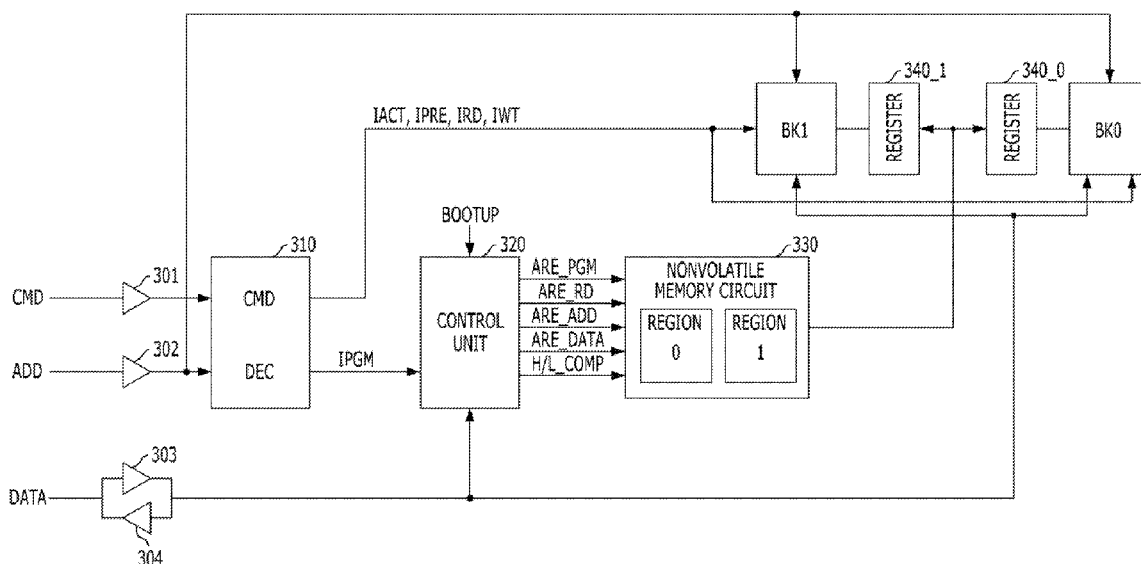 340_1
340_0
REGISTER
REGISTER
BK1
BK0
IACT, IPRE, IRD, IWT
BOOTUP
310
320
330
301
CMD
CMD
ARE_PGM
ARE_RD
ARE_ADD
ARE_DATA
H/L_COMP
CONTROL
UNIT
NONVOLATILE
MEMORY CIRCUIT
REGION
0
REGION
1
302
ADD
DEC
IPGM
303
DATA
304